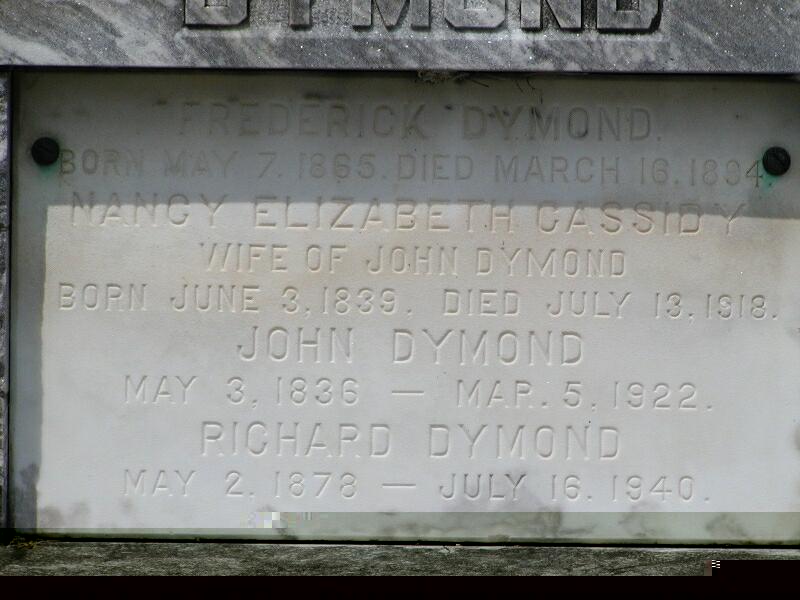 DYMOND
FREDERICK DYMOND.
BORN MAY 7. 1865. DIED MARCH 16. 1894.
NANCY ELIZABETH CASSIDY
WIFE OF JOHN DYMOND
BORN JUNE 3, 1839. DIED JULY 13, 1918.
JOHN DYMOND
MAY 3, 1836 — MAR. 5, 1922.
RICHARD DYMOND
MAY 2. 1878 — JULY 16. 1940.